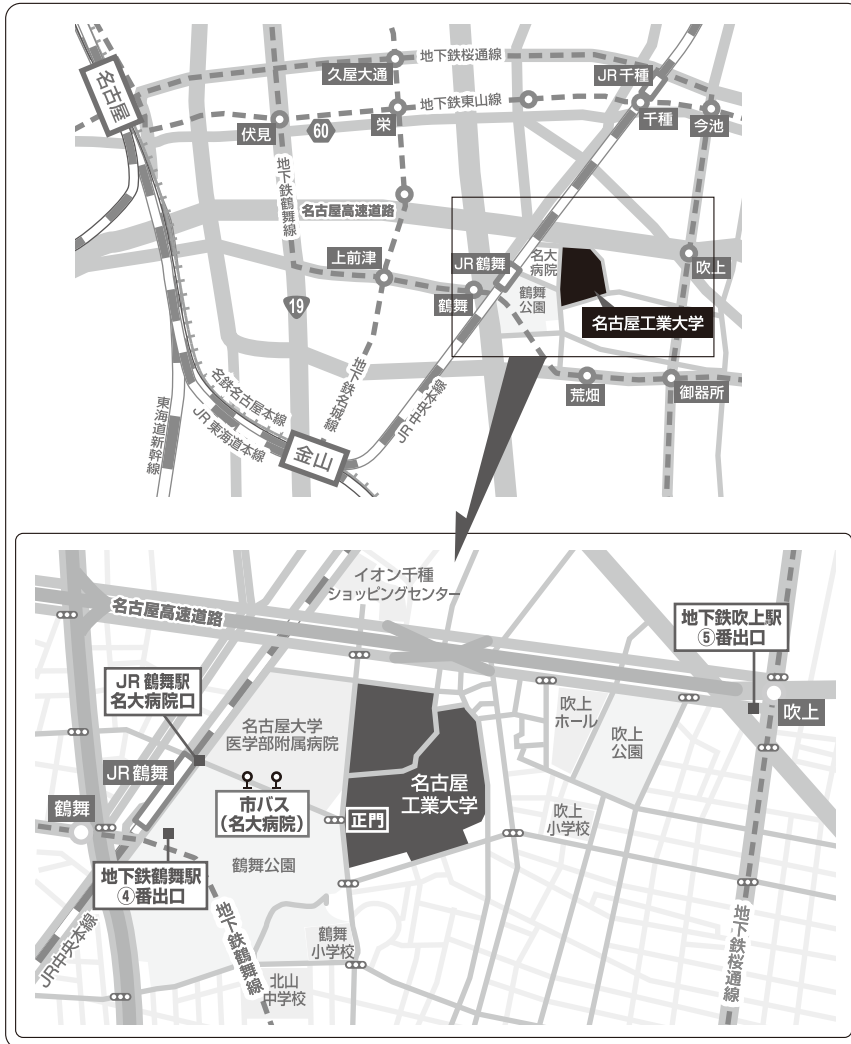 名古屋
久屋大通
地下鉄桜通線
JR千種
伏見
60
栄
地下鉄東山線
千種
今池
地下鉄鶴舞線
名古屋高速道路
上前津
JR鶴舞
名大
病院
吹上
19
鶴舞
鶴舞
公園
名古屋工業大学
名鉄名古屋本線
地下鉄名城線
JR中央本線
荒畑
御器所
東海道新幹線
JR東海道本線
金山
イオン千種
ショッピングセンター
名古屋高速道路
地下鉄吹上駅
⑤番出口
JR鶴舞駅
名大病院口
名古屋大学
医学部附属病院
吹上
ホール
吹上
公園
吹上
JR鶴舞
名古屋
工業大学
鶴舞
市バス
(名大病院)
正門
吹上
小学校
地下鉄鶴舞駅
④番出口
鶴舞公園
JR中央本線
地下鉄鶴舞線
鶴舞
小学校
地下鉄桜通線
北山
中学校